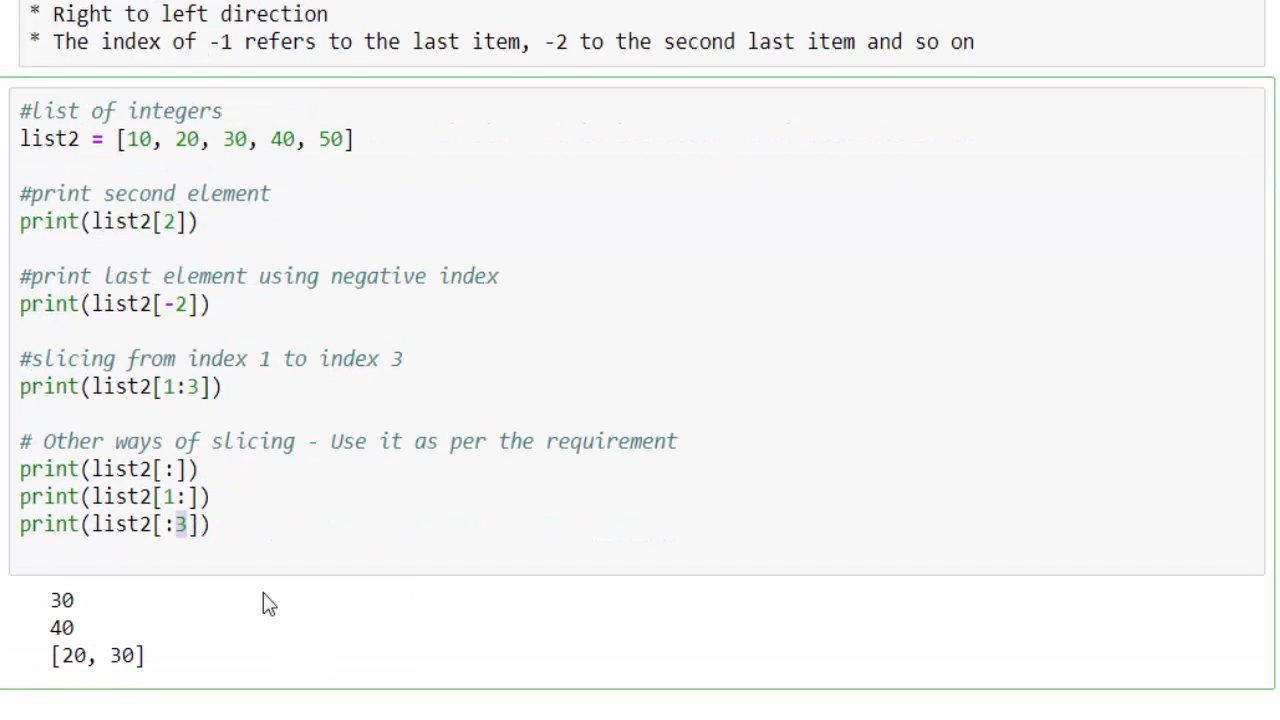 * Right to left direction
* The index of -1 refers to the last item, -2 to the second last item and so on
#list of integers
list2 = [10, 20, 30, 40, 50]
#print second element
print(list2[2])
#print last element using negative index
print(list2[-2])
#slicing from index 1 to index 3
print(list2[1:3])
# Other ways of slicing - Use it as per the requirement
print(list2[:])
print(list2[1:])
print(list2[:3])
30
40
[20, 30]